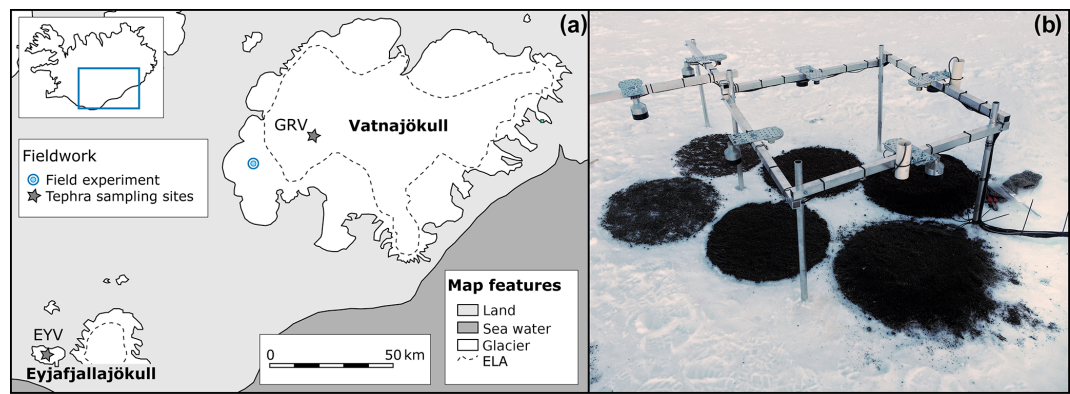 (a)
(b)
GRV
Vatnajökull
Fieldwork
Field experiment
Tephra sampling sites
Map features
Land
Sea water
Glacier
ELA
EYV
Eyjafjallajökull
0 50 km